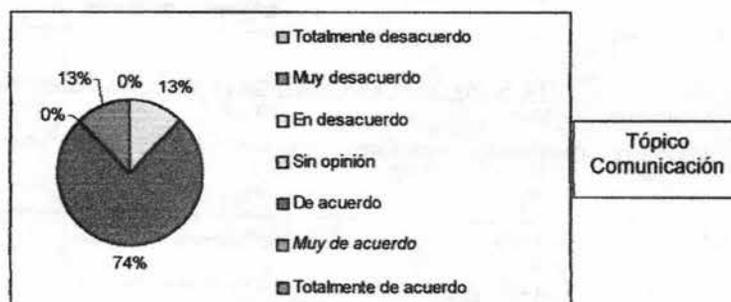 13%
0%
13%
0%
74%
Totalmente desacuerdo
Muy desacuerdo
En desacuerdo
Sin opinión
De acuerdo
Muy de acuerdo
Totalmente de acuerdo
Tópico
Comunicación